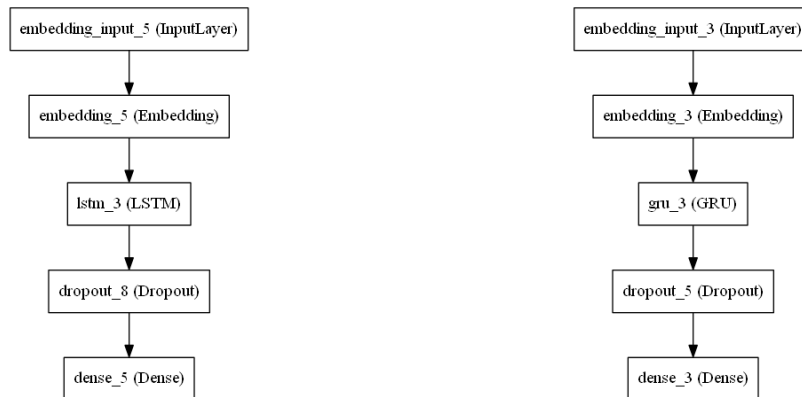 embedding_input_5 (InputLayer)
embedding_5 (Embedding)
lstm_3 (LSTM)
dropout_8 (Dropout)
dense_5 (Dense)
embedding_input_3 (InputLayer)
embedding_3 (Embedding)
gru_3 (GRU)
dropout_5 (Dropout)
dense_3 (Dense)